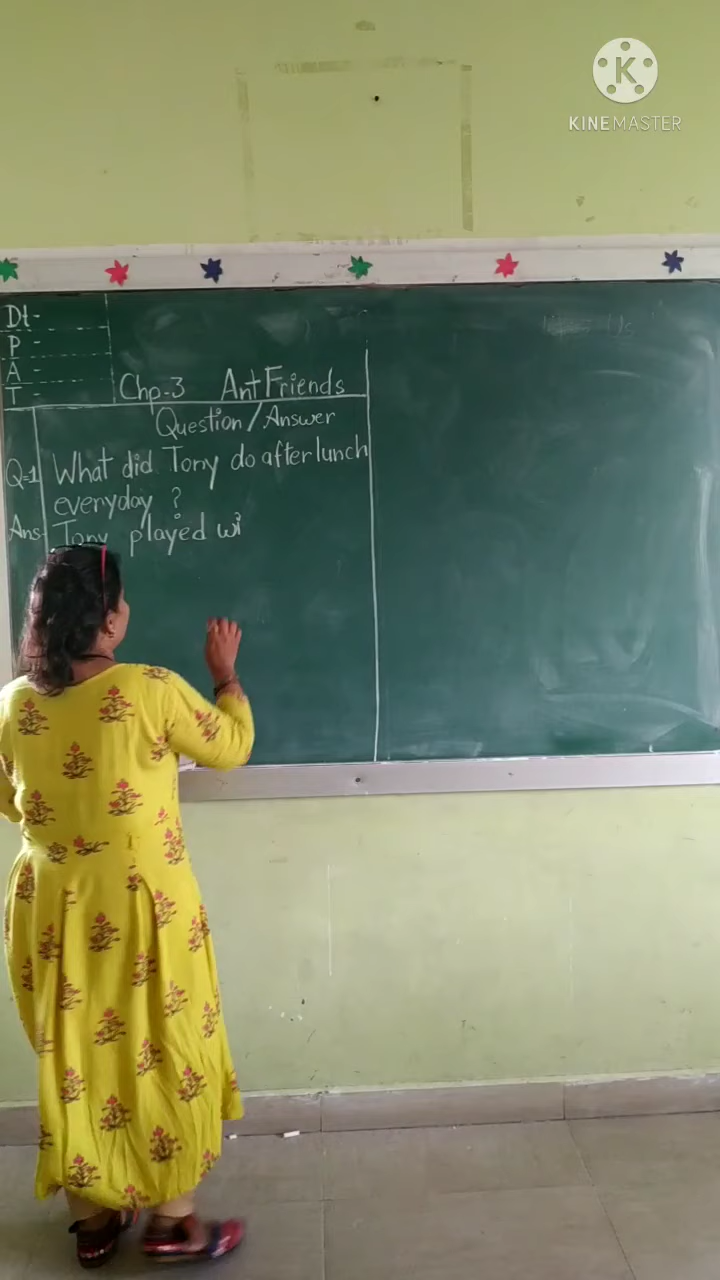 K
KINEMASTER
Dt-
P -
A -
T -
Chp-3 Ant Friends
Question/Answer
Q=1 What did Tony do after lunch
everyday ?
Ans- Tony played wi